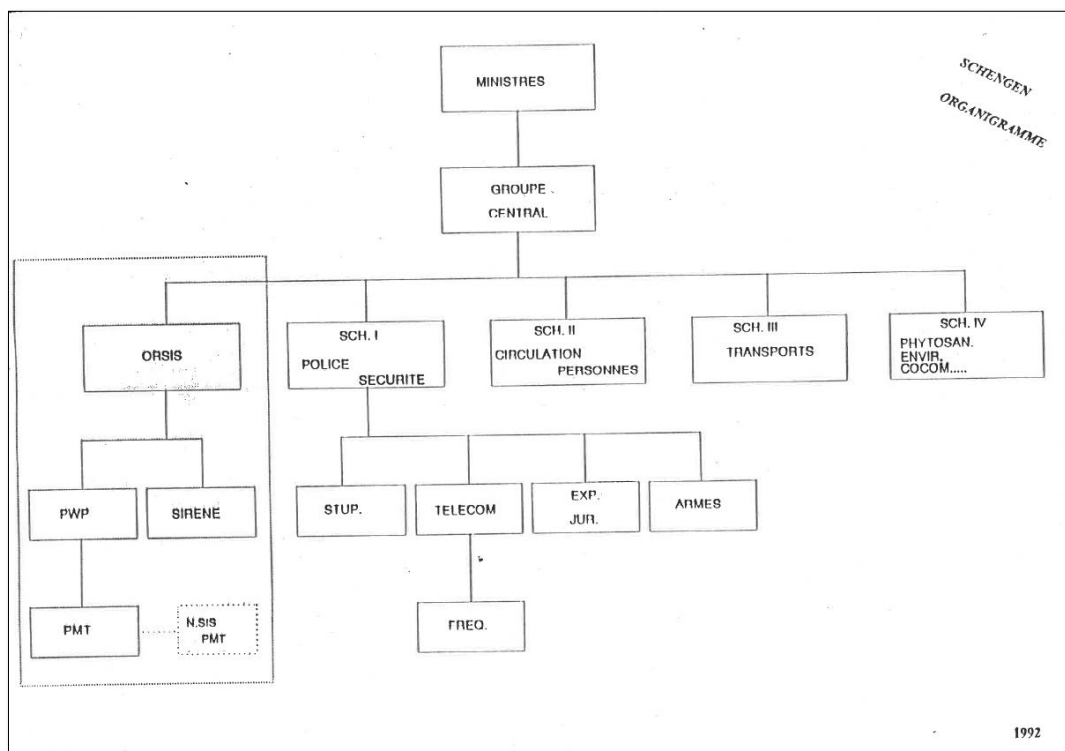 SCHENGEN
ORGANIGRAMME
MINISTRES
GROUPE
CENTRAL
ORSIS
SCH. I
POLICE
SECURITE
SCH. II
CIRCULATION
PERSONNES
SCH. III
TRANSPORTS
SCH. IV
PHYTOSAN.
ENVIR.
COCOM.....
PWP
SIRENE
STUP.
TELECOM
EXP.
JUR.
ARMES
PMT
N.SIS
PMT
FREQ.
1992